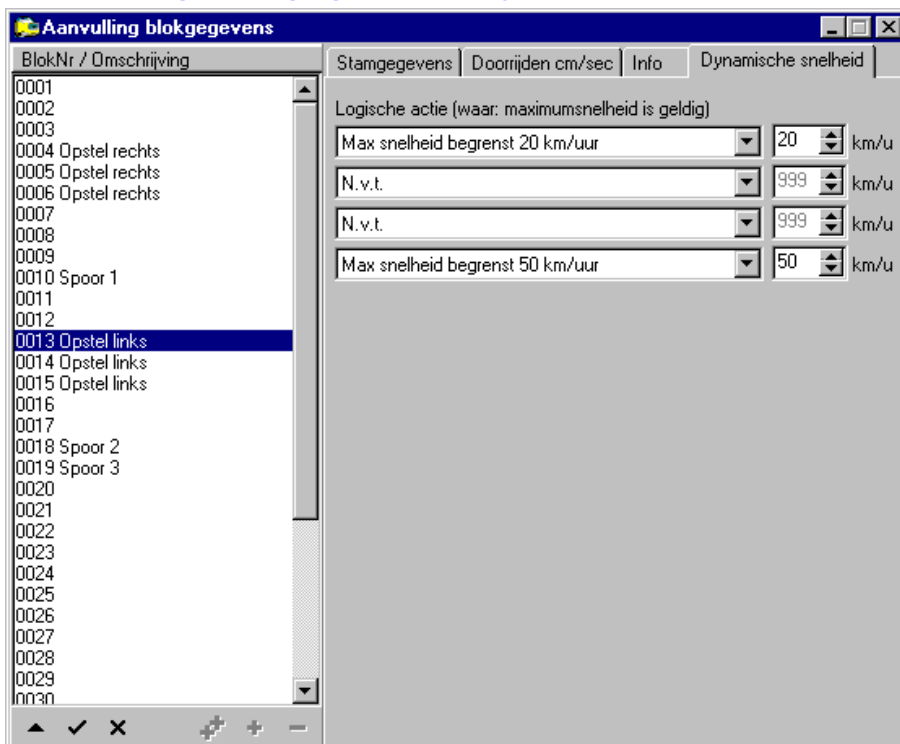 Aanvulling blokgegevens
BlokNr / Omschrijving
Stamgegevens
Doorrijden cm/sec
Info
Dynamische snelheid
0001
0002
0003
0004 Opstel rechts
0005 Opstel rechts
0006 Opstel rechts
0007
0008
0009
0010 Spoor 1
0011
0012
0013 Opstel links
0014 Opstel links
0015 Opstel links
0016
0017
0018 Spoor 2
0019 Spoor 3
0020
0021
0022
0023
0024
0025
0026
0027
0028
0029
0030
Logische actie (waar: maximumsnelheid is geldig)
Max snelheid begrenst 20 km/uur 20 km/u
N.v.t. 999 km/u
N.v.t. 999 km/u
Max snelheid begrenst 50 km/uur 50 km/u